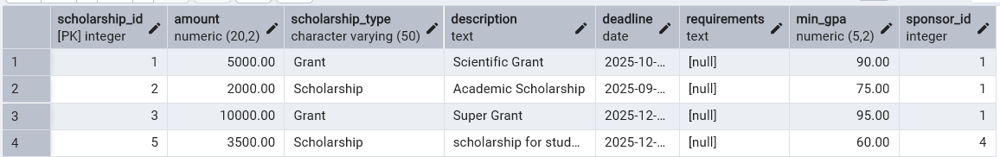 scholarship_id amount scholarship_type description deadline requirements min_gpa sponsor_id
[PK] integer numeric (20,2) character varying (50) text date text numeric (5,2) integer
1 1 5000.00 Grant Scientific Grant 2025-10-... [null] 90.00 1
2 2 2000.00 Scholarship Academic Scholarship 2025-09-... [null] 75.00 1
3 3 10000.00 Grant Super Grant 2025-12-... [null] 95.00 1
4 5 3500.00 Scholarship scholarship for stud... 2025-12-... [null] 60.00 4